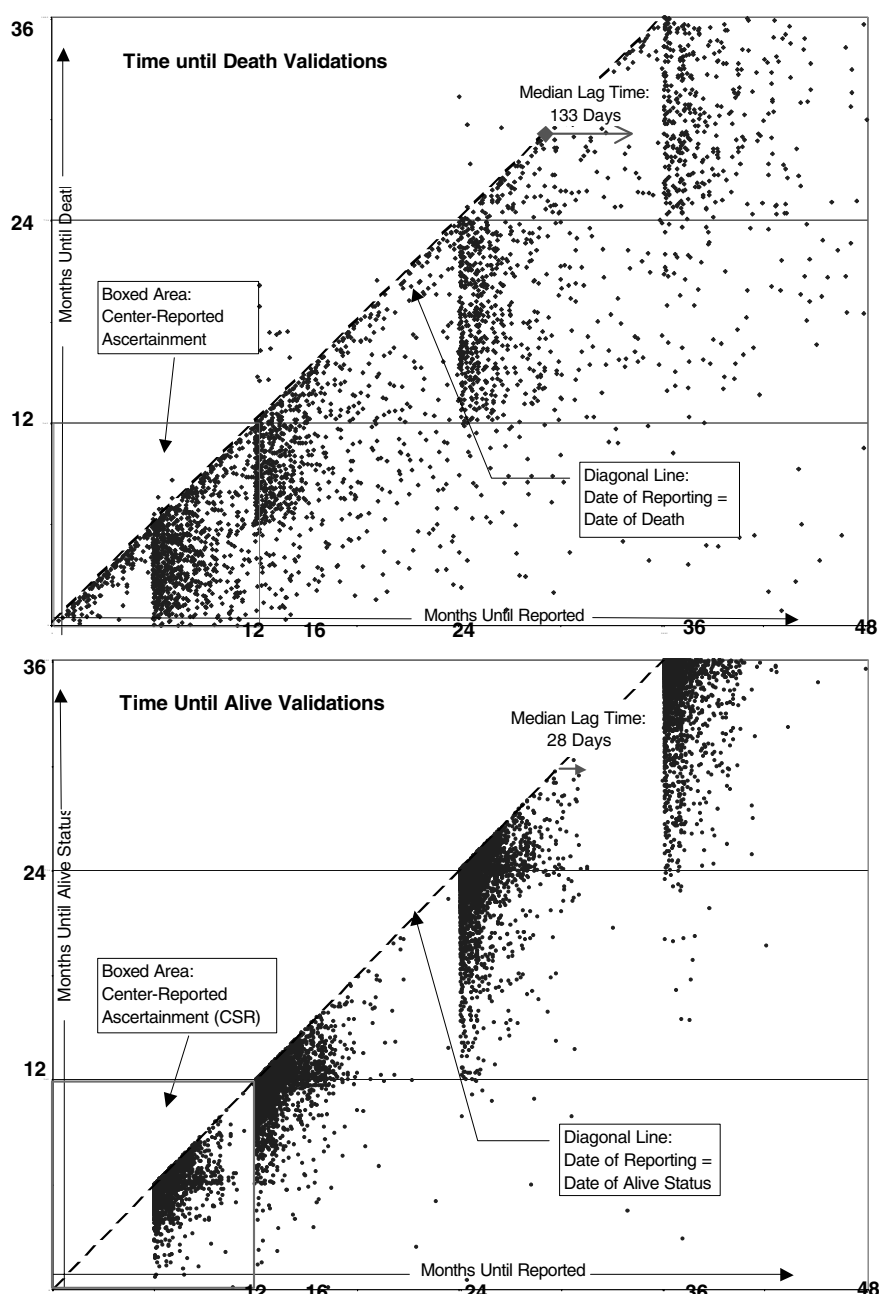 36
Time until Death Validations
Median Lag Time:
133 Days
24
Months Until Death
Boxed Area:
Center-Reported
Ascertainment
12
Diagonal Line:
Date of Reporting =
Date of Death
Months Until Reported
12 16 24 36 48
36
Time Until Alive Validations
Median Lag Time:
28 Days
24
Months Until Alive Status
Boxed Area:
Center-Reported
Ascertainment (CSR)
12
Diagonal Line:
Date of Reporting =
Date of Alive Status
Months Until Reported
12 16 24 36 48